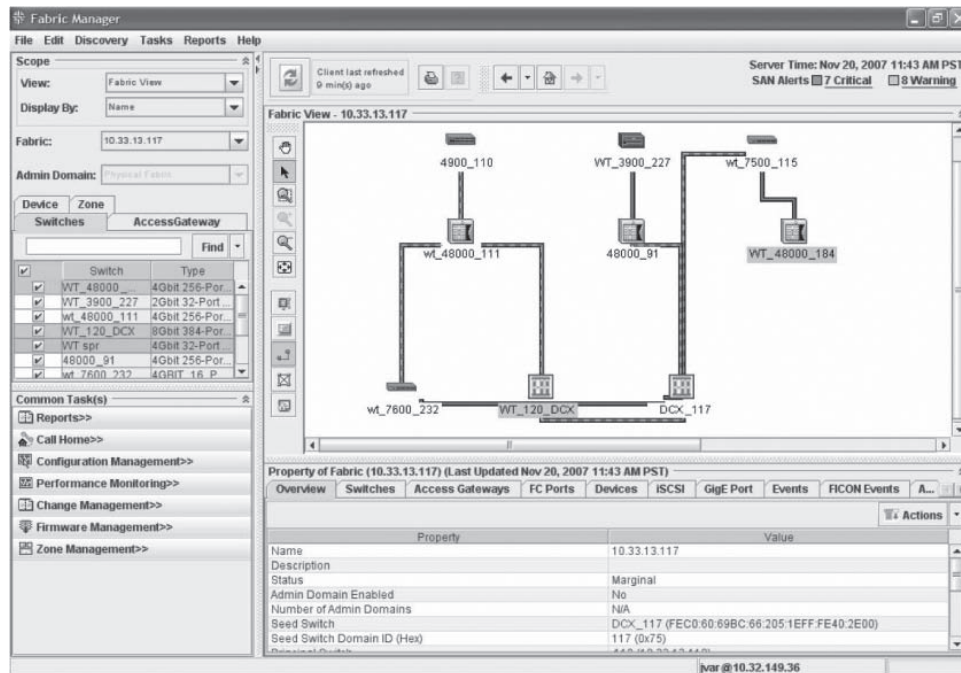 Fabric Manager
File Edit Discovery Tasks Reports Help
Scope
View: Fabric View
Display By: Name
Fabric: 10.33.13.117
Admin Domain: Physical Fabric
Device Zone
Switches AccessGateway
Find
Switch Type
WT_48000_... 4Gbit 256-Por...
WT_3900_227 2Gbit 32-Port ...
wt_48000_111 4Gbit 256-Por...
WT_120_DCX 8Gbit 384-Por...
WT spr 4Gbit 32-Port ...
48000_91 4Gbit 256-Por...
wt_7600_232 4GBIT 16 P...
Common Task(s)
Reports>>
Call Home>>
Configuration Management>>
Performance Monitoring>>
Change Management>>
Firmware Management>>
Zone Management>>
Client last refreshed
9 min(s) ago
Server Time: Nov 20, 2007 11:43 AM PST
SAN Alerts 7 Critical 8 Warning
Fabric View - 10.33.13.117
4900_110 WT_3900_227 wt_7500_115
wt_48000_111 48000_91 WT_48000_184
wt_7600_232 WT_120_DCX DCX_117
Property of Fabric (10.33.13.117) (Last Updated Nov 20, 2007 11:43 AM PST)
Overview Switches Access Gateways FC Ports Devices iSCSI GigE Port Events FICON Events A...
Actions
Property Value
Name 10.33.13.117
Description
Status Marginal
Admin Domain Enabled No
Number of Admin Domains N/A
Seed Switch DCX_117 (FEC0:60:69BC:66:205:1EFF:FE40:2E00)
Seed Switch Domain ID (Hex) 117 (0x75)
jvar@10.32.149.36